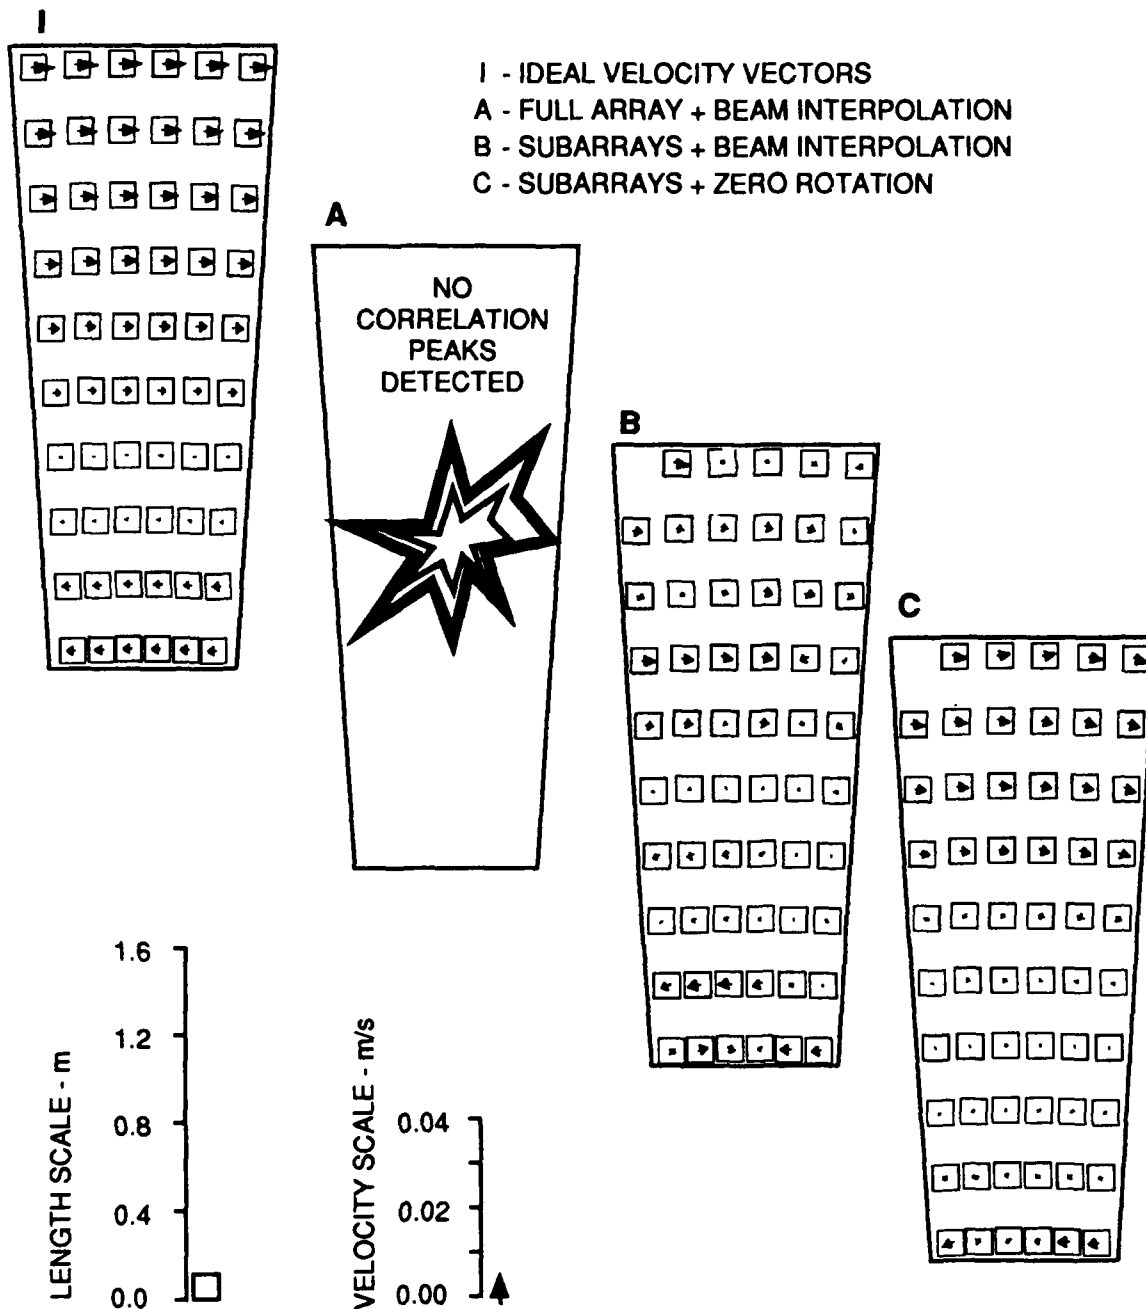 I
I - IDEAL VELOCITY VECTORS
A - FULL ARRAY + BEAM INTERPOLATION
B - SUBARRAYS + BEAM INTERPOLATION
C - SUBARRAYS + ZERO ROTATION
A
NO
CORRELATION
PEAKS
DETECTED
B
C
LENGTH SCALE - m
1.6
1.2
0.8
0.4
0.0
VELOCITY SCALE - m/s
0.04
0.02
0.00